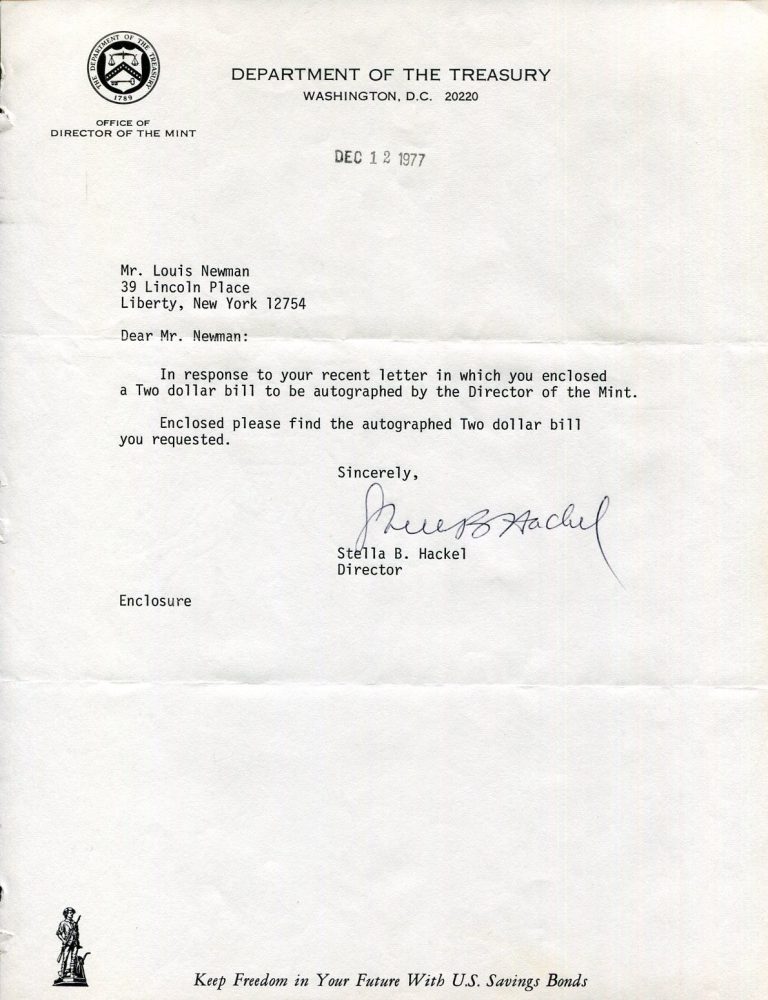 THE DEPARTMENT OF THE TREASURY
1789
DEPARTMENT OF THE TREASURY
WASHINGTON, D.C. 20220
OFFICE OF
DIRECTOR OF THE MINT
DEC 12 1977
Mr. Louis Newman
39 Lincoln Place
Liberty, New York 12754
Dear Mr. Newman:
In response to your recent letter in which you enclosed
a Two dollar bill to be autographed by the Director of the Mint.
Enclosed please find the autographed Two dollar bill
you requested.
Sincerely,
Stella B Hackel
Stella B. Hackel
Director
Enclosure
Keep Freedom in Your Future With U.S. Savings Bonds